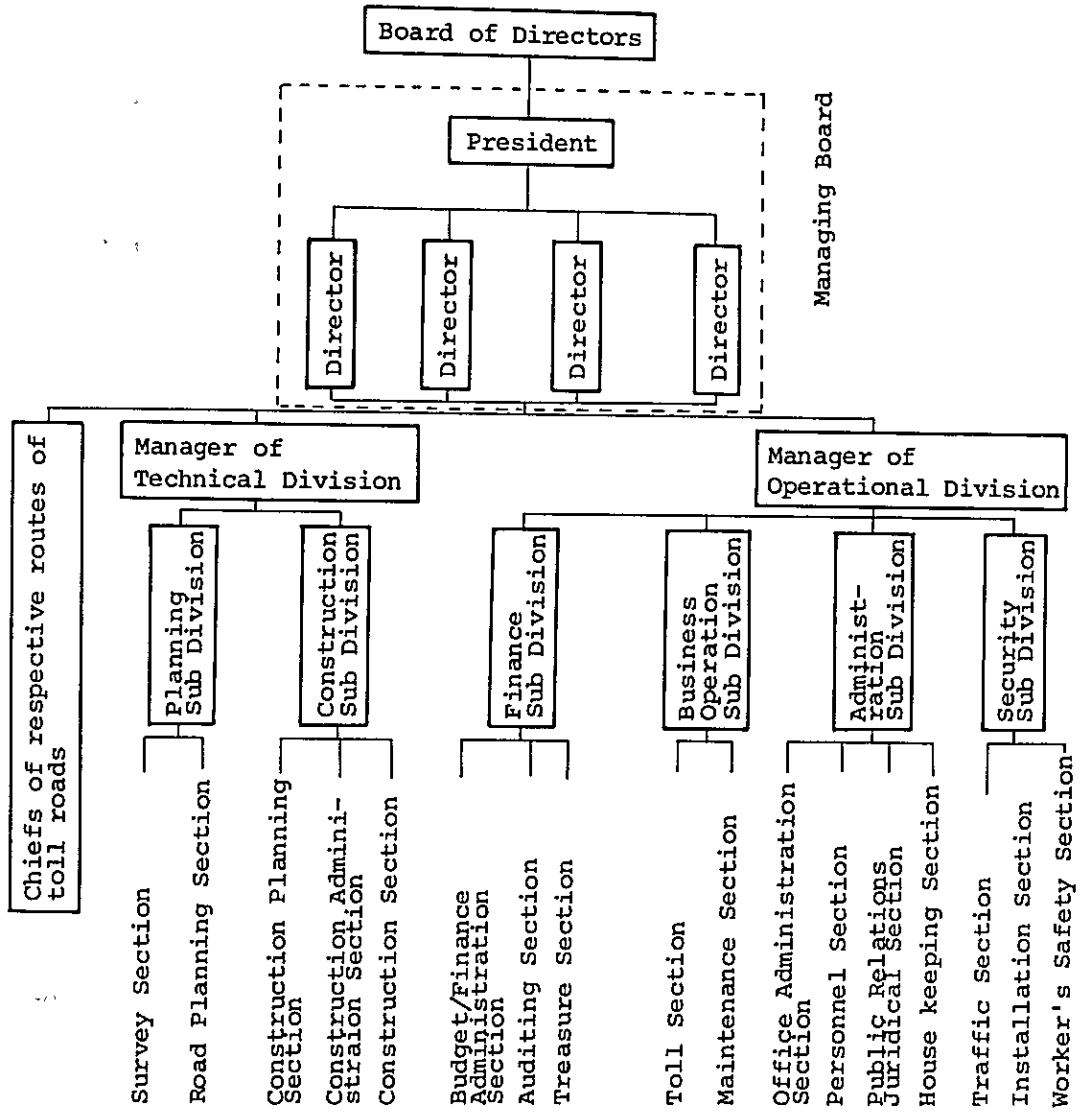 Board of Directors
President
Managing Board
Director
Director
Director
Director
Chiefs of respective routes of
toll roads
Manager of
Technical Division
Manager of
Operational Division
Planning
Sub Division
Construction
Sub Division
Finance
Sub Division
Business
Operation
Sub Division
Administ-
ration
Sub Division
Security
Sub Division
Survey Section
Road Planning Section
Construction Planning
Section
Construction Admini-
straion Section
Construction Section
Budget/Finance
Administration
Section
Auditing Section
Treasure Section
Toll Section
Maintenance Section
Office Administration
Section
Personnel Section
Public Relations
Juridical Section
House keeping Section
Traffic Section
Installation Section
Worker's Safety Section